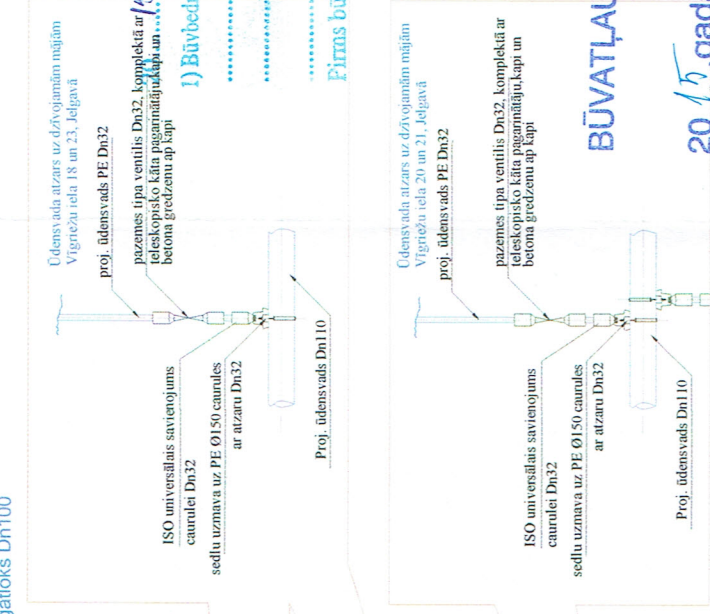 Dn100
Ūdensvada atzars uz dzīvojamām mājām
Vīgriežu iela 18 un 23, Jelgavā
proj. ūdensvads PE Dn32
pazemes tipa ventilis Dn32, komplektā ar
teleskopisko kāta pagarinātāju,kapi un
betona gredzenu ap kapi
ISO universālais savienojums
caurulei Dn32
sedlu uzmava uz PE Ø150 caurules
ar atzaru Dn32
Proj. ūdensvads Dn110
1) Būvbedr
Pirms bū
Ūdensvada atzars uz dzīvojamām mājām
Vīgriežu iela 20 un 21, Jelgavā
proj. ūdensvads PE Dn32
pazemes tipa ventilis Dn32, komplektā ar
teleskopisko kāta pagarinātāju,kapi un
betona gredzenu ap kapi
ISO universālais savienojums
caurulei Dn32
sedlu uzmava uz PE Ø150 caurules
ar atzaru Dn32
Proj. ūdensvads Dn110
BŪVATĻAU
20 15 .gada